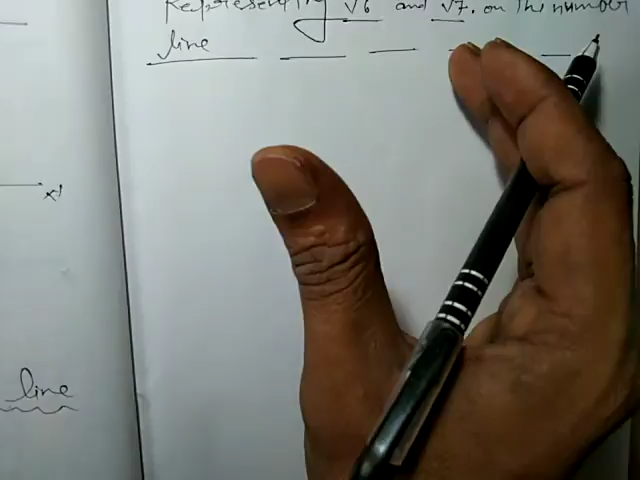 Representing √6 and √7. on the number
line
x'
line